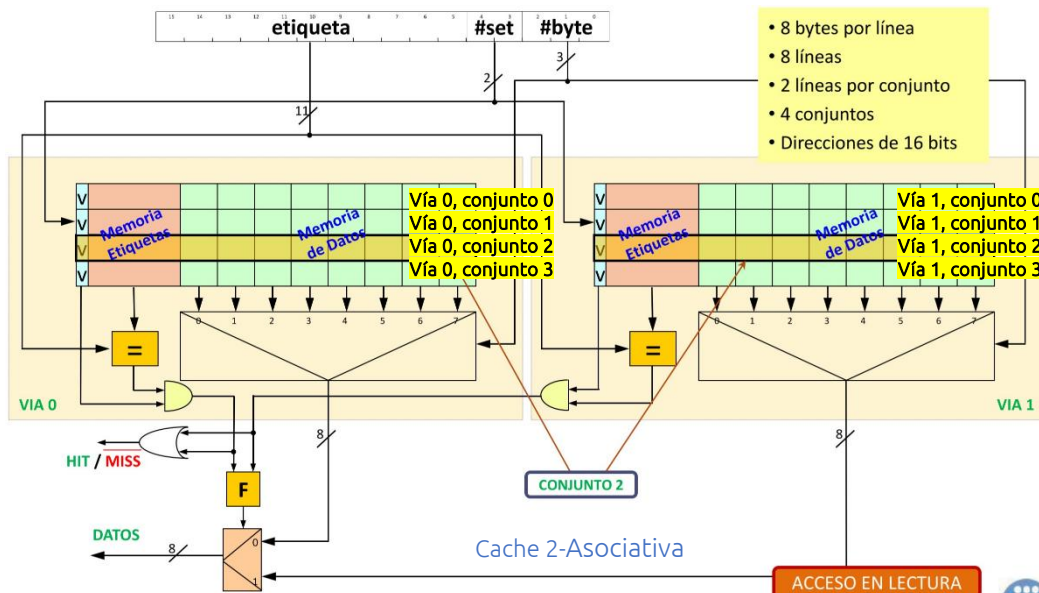 15 14 13 12 11 10 9 8 7 6 5 4 3 2 1 0
etiqueta #set #byte
• 8 bytes por línea
• 8 líneas
• 2 líneas por conjunto
• 4 conjuntos
• Direcciones de 16 bits
3
2
11
V
V
V
V
Memoria
Etiquetas
Memoria
de Datos
Vía 0, conjunto 0
Vía 0, conjunto 1
Vía 0, conjunto 2
Vía 0, conjunto 3
V
V
V
V
Memoria
Etiquetas
Memoria
de Datos
Vía 1, conjunto 0
Vía 1, conjunto 1
Vía 1, conjunto 2
Vía 1, conjunto 3
0 1 2 3 4 5 6 7
0 1 2 3 4 5 6 7
=
=
VIA 0
VIA 1
8
8
HIT / MISS
F
CONJUNTO 2
DATOS
8
0
1
Cache 2-Asociativa
ACCESO EN LECTURA